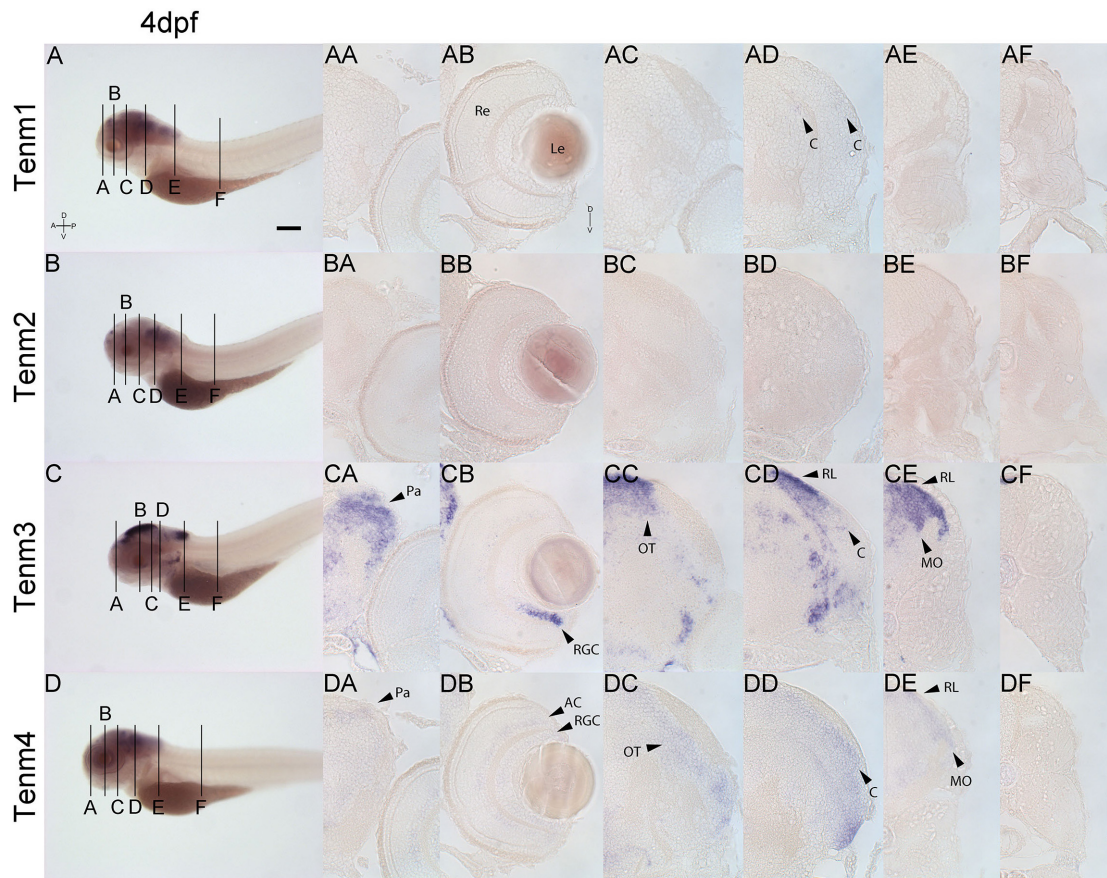 4dpf
Tenm1
A
AA
AB
AC
AD
AE
AF
B
A
C
D
E
F
D
A
P
V
Re
Le
D
V
C
C
Tenm2
B
BA
BB
BC
BD
BE
BF
B
A
C
D
E
F
Tenm3
C
CA
CB
CC
CD
CE
CF
B
D
A
C
E
F
Pa
RGC
OT
RL
C
RL
MO
Tenm4
D
DA
DB
DC
DD
DE
DF
B
A
C
D
E
F
Pa
AC
RGC
OT
C
RL
MO